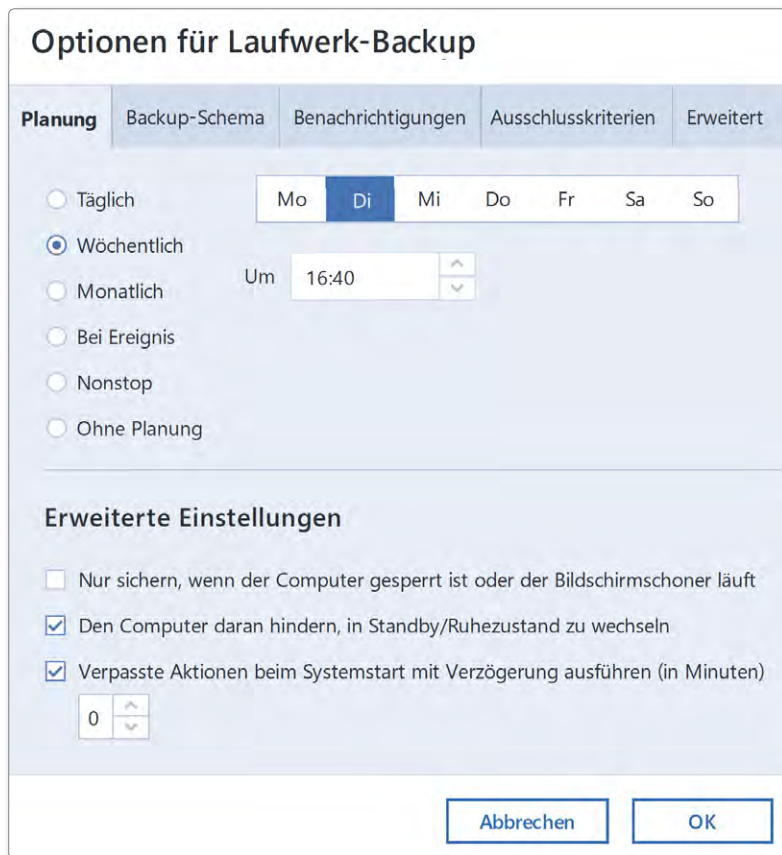 Optionen für Laufwerk-Backup
Planung Backup-Schema Benachrichtigungen Ausschlusskriterien Erweitert
Täglich Mo Di Mi Do Fr Sa So
Wöchentlich
Um 16:40
Monatlich
Bei Ereignis
Nonstop
Ohne Planung
Erweiterte Einstellungen
Nur sichern, wenn der Computer gesperrt ist oder der Bildschirmschoner läuft
Den Computer daran hindern, in Standby/Ruhezustand zu wechseln
Verpasste Aktionen beim Systemstart mit Verzögerung ausführen (in Minuten)
0
Abbrechen OK